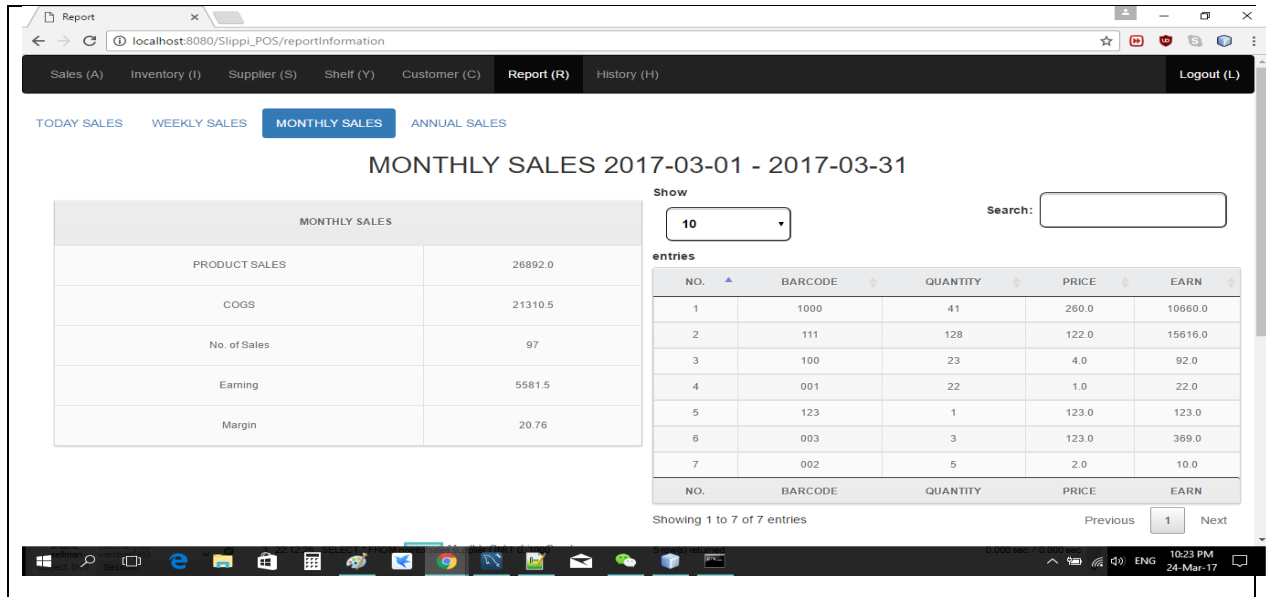 Report
localhost:8080/Slippi_POS/reportInformation
Sales (A) Inventory (I) Supplier (S) Shelf (Y) Customer (C) Report (R) History (H) Logout (L)
TODAY SALES WEEKLY SALES MONTHLY SALES ANNUAL SALES
MONTHLY SALES 2017-03-01 - 2017-03-31
MONTHLY SALES
PRODUCT SALES 26892.0
COGS 21310.5
No. of Sales 97
Earning 5581.5
Margin 20.76
Show
10
Search:
entries
NO. BARCODE QUANTITY PRICE EARN
1 1000 41 260.0 10660.0
2 111 128 122.0 15616.0
3 100 23 4.0 92.0
4 001 22 1.0 22.0
5 123 1 123.0 123.0
6 003 3 123.0 369.0
7 002 5 2.0 10.0
NO. BARCODE QUANTITY PRICE EARN
Showing 1 to 7 of 7 entries
Previous 1 Next
ENG
10:23 PM
24-Mar-17